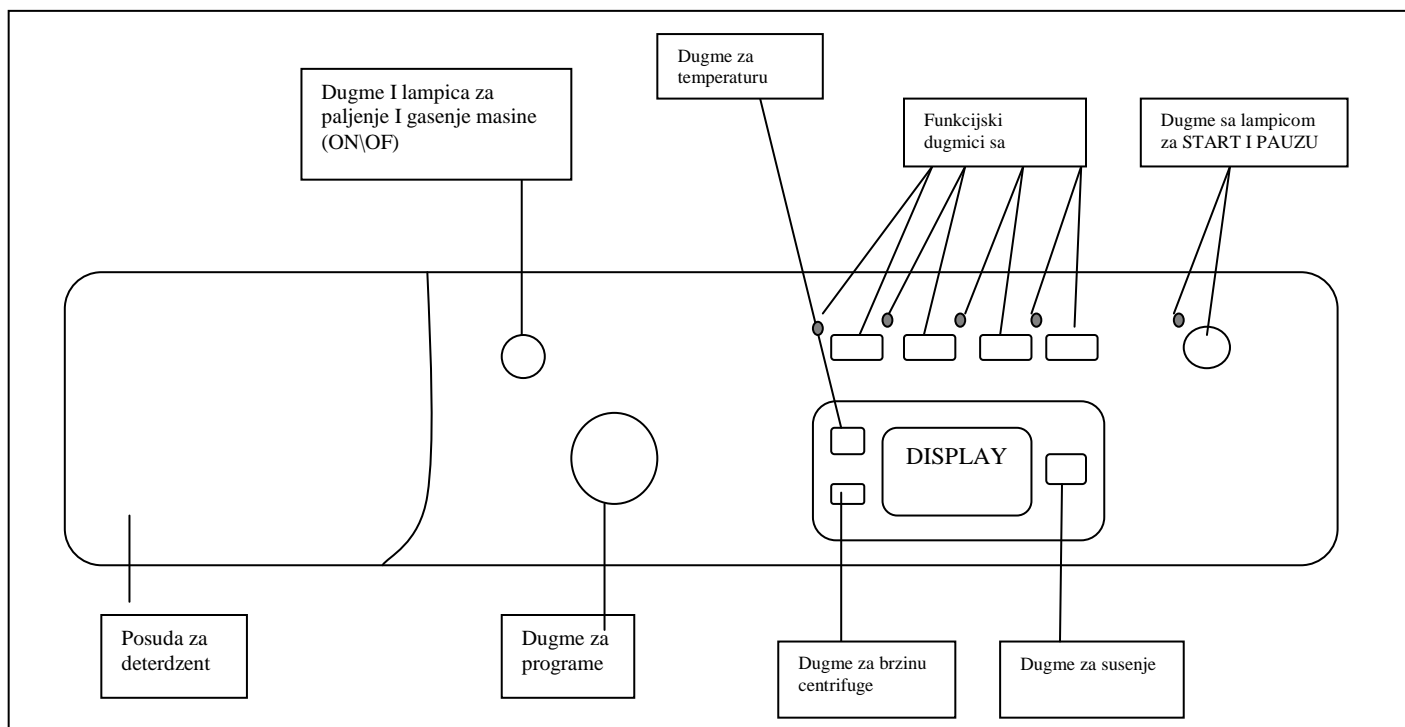 Dugme za
temperaturu
Dugme I lampica za
paljenje I gasenje masine
(ON\OF)
Funkcijski
dugmici sa
Dugme sa lampicom
za START I PAUZU
DISPLAY
Posuda za
deterdzent
Dugme za
programe
Dugme za brzinu
centrifuge
Dugme za susenje